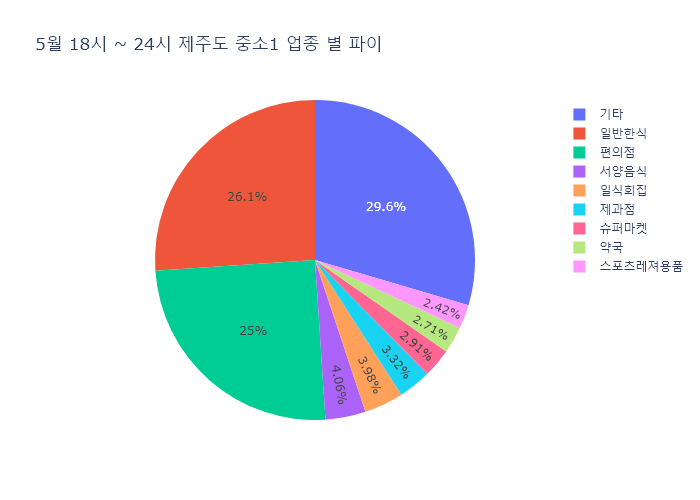 5월 18시 ~ 24시 제주도 중소1 업종 별 파이
기타
일반한식
편의점
서양음식
일식회집
제과점
슈퍼마켓
약국
스포츠레져용품
29.6%
26.1%
25%
4.06%
3.98%
3.32%
2.91%
2.71%
2.42%